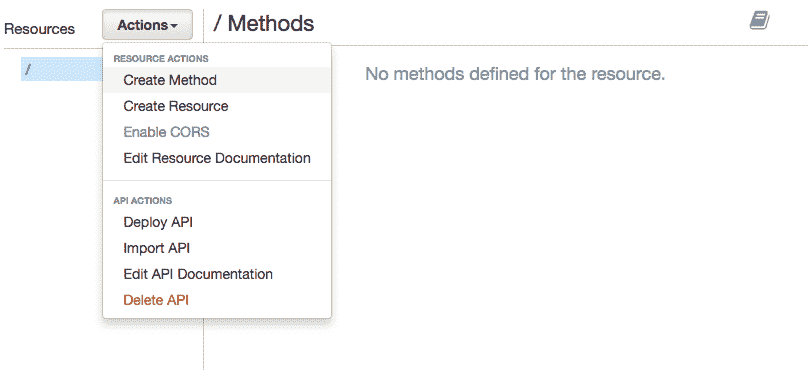 Resources
Actions
/ Methods
/
No methods defined for the resource.
RESOURCE ACTIONS
Create Method
Create Resource
Enable CORS
Edit Resource Documentation
API ACTIONS
Deploy API
Import API
Edit API Documentation
Delete API